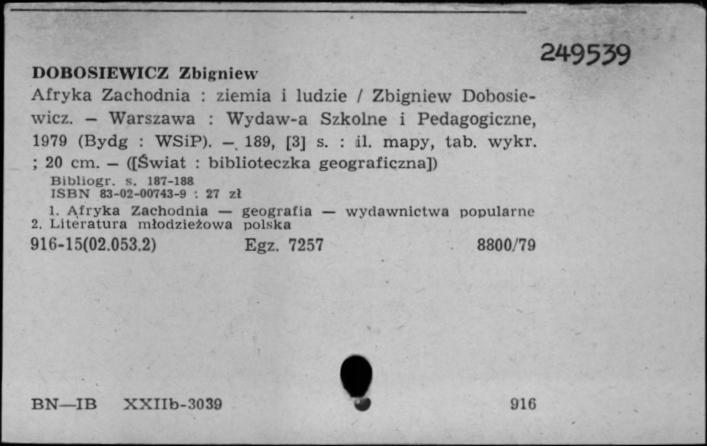 249539
DOBOSIEWICZ Zbigniew
Afryka Zachodnia : ziemia i ludzie / Zbigniew Dobosie-
wicz. — Warszawa : Wydaw-a Szkolne i Pedagogiczne,
1979 (Bydg : WSiP). — 189, [3] s. : il. mapy, tab. wykr.
; 20 cm. — ([Świat : biblioteczka geograficzna])
Bibliogr. s. 187-188
ISBN 83-02-00743-9 : 27 zł
1. Afryka Zachodnia — geografia — wydawnictwa popularne
2. Literatura młodzieżowa polska
916-15(02.053.2) Egz. 7257 8800/79
BN—IB XXIIb-3039 916